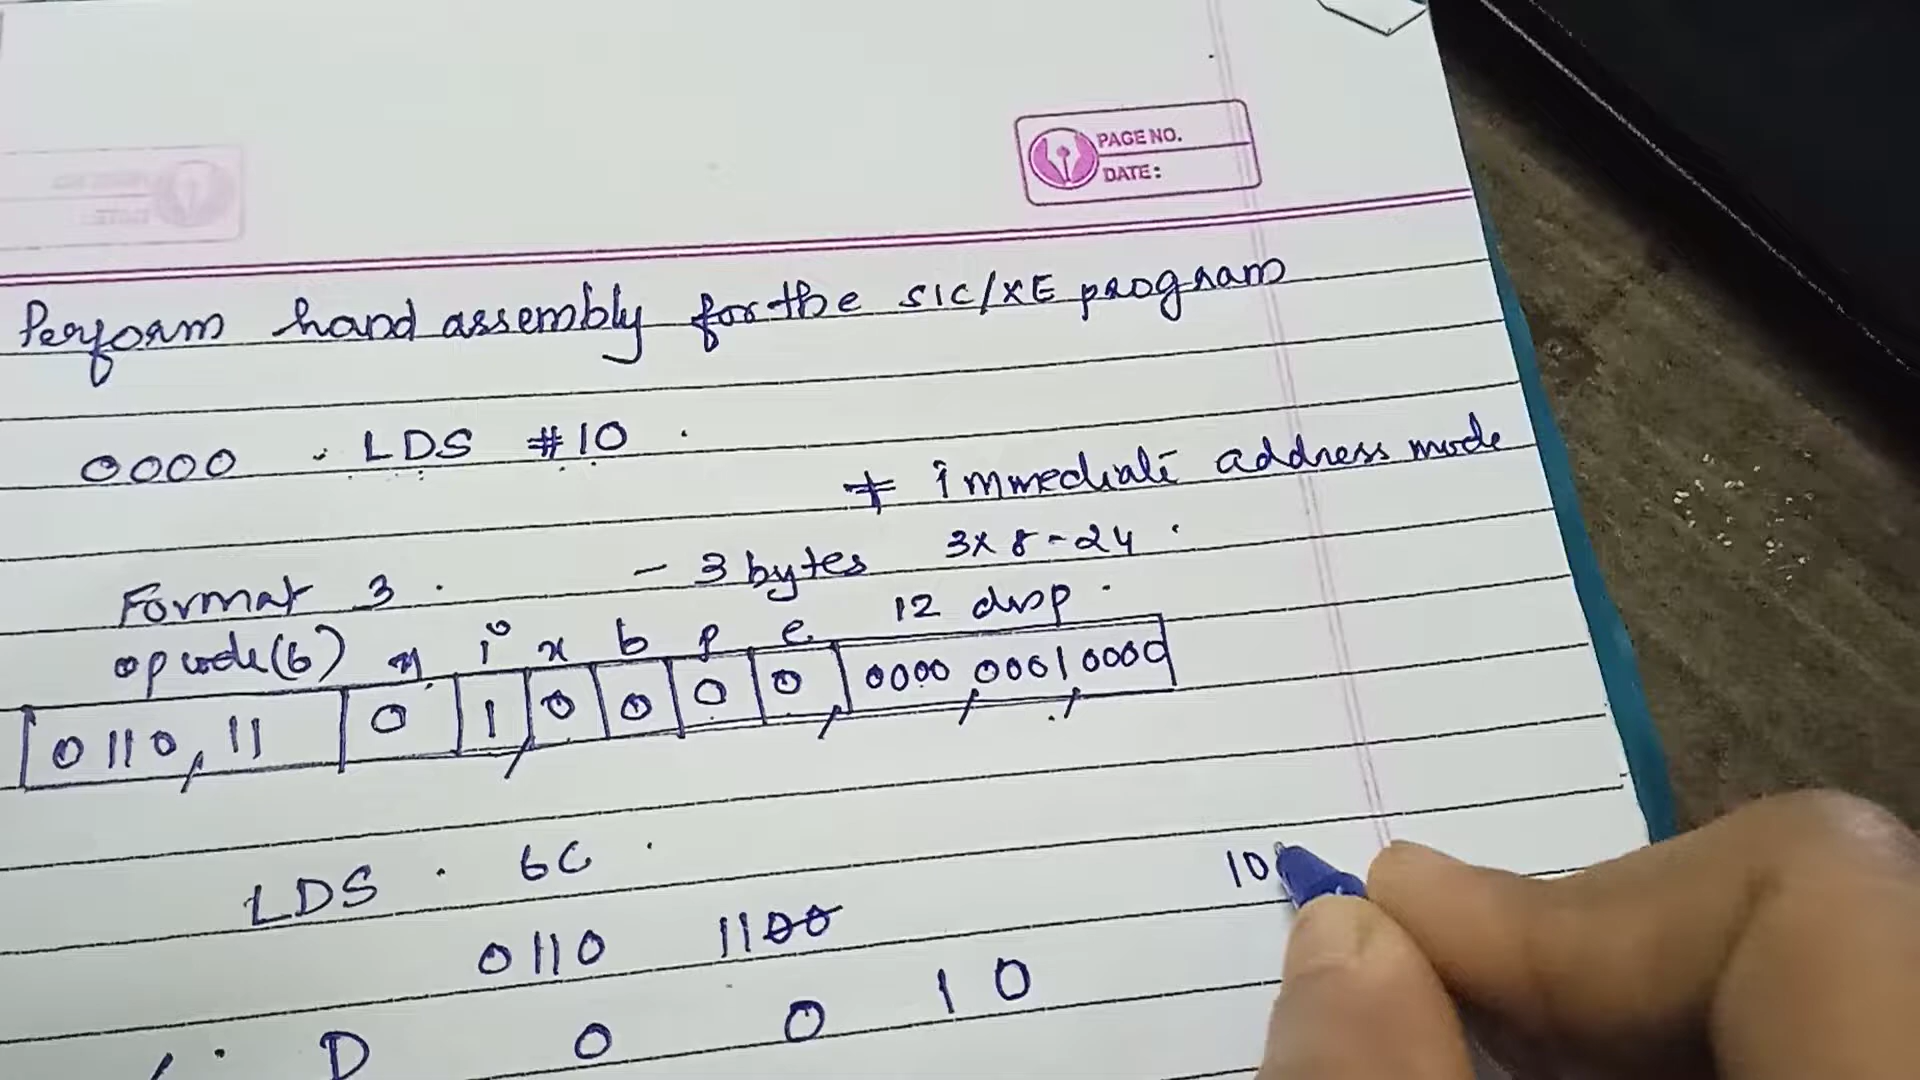 PAGE NO.
DATE:
Perform hand assembly for the SIC/XE program
0000 . LDS #10 .
+ immediate address mode
Format 3 . - 3 bytes 3x8-24 .
opcode(6) n i x b p e 12 disp .
0110,11 0 1 0 0 0 0 0000 0001 0000
LDS . 6C .
10
0110 1100
D 0 0 1 0